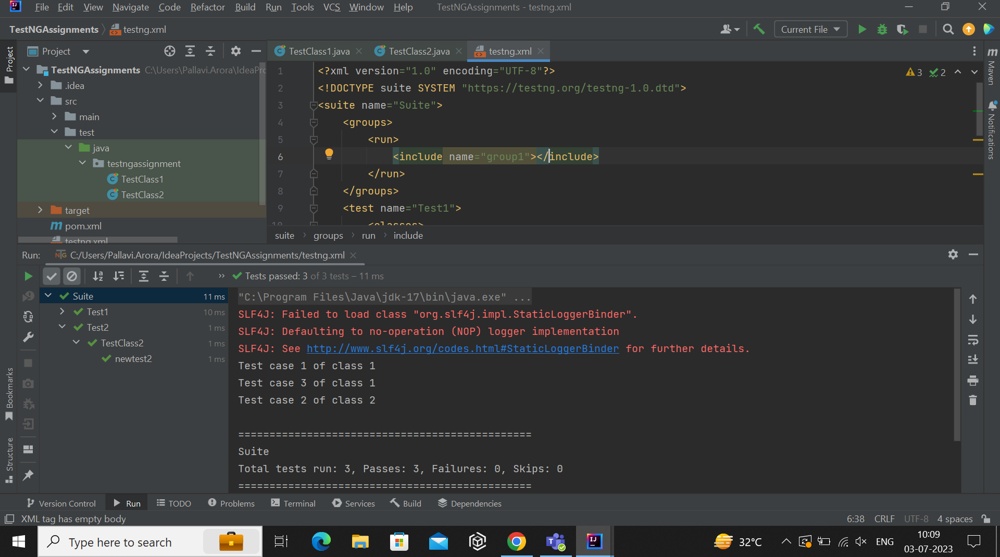 File Edit View Navigate Code Refactor Build Run Tools VCS Window Help TestNGAssignments - testng.xml
TestNGAssignments testng.xml
Current File
Project
TestClass1.java
TestClass2.java
testng.xml
Project
Maven
Notifications
TestNGAssignments C:\Users\Pallavi.Arora\IdeaPro
.idea
src
main
test
java
testngassignment
TestClass1
TestClass2
target
pom.xml
testng.xml
3 2
1 <?xml version="1.0" encoding="UTF-8"?>
2 <!DOCTYPE suite SYSTEM "https://testng.org/testng-1.0.dtd">
3 <suite name="Suite">
4 <groups>
5 <run>
6 <include name="group1"></include>
7 </run>
8 </groups>
9 <test name="Test1">
10 <classes>
suite groups run include
Run: C:/Users/Pallavi.Arora/IdeaProjects/TestNGAssignments/testng.xml
Tests passed: 3 of 3 tests – 11 ms
Suite 11 ms
Test1 10 ms
Test2 1 ms
TestClass2 1 ms
newtest2 1 ms
"C:\Program Files\Java\jdk-17\bin\java.exe" ...
SLF4J: Failed to load class "org.slf4j.impl.StaticLoggerBinder".
SLF4J: Defaulting to no-operation (NOP) logger implementation
SLF4J: See http://www.slf4j.org/codes.html#StaticLoggerBinder for further details.
Test case 1 of class 1
Test case 3 of class 1
Test case 2 of class 2
===============================================
Suite
Total tests run: 3, Passes: 3, Failures: 0, Skips: 0
===============================================
Bookmarks
Structure
Version Control Run TODO Problems Terminal Services Build Dependencies
XML tag has empty body 6:38 CRLF UTF-8 4 spaces
Type here to search
32°C
ENG
10:09
03-07-2023